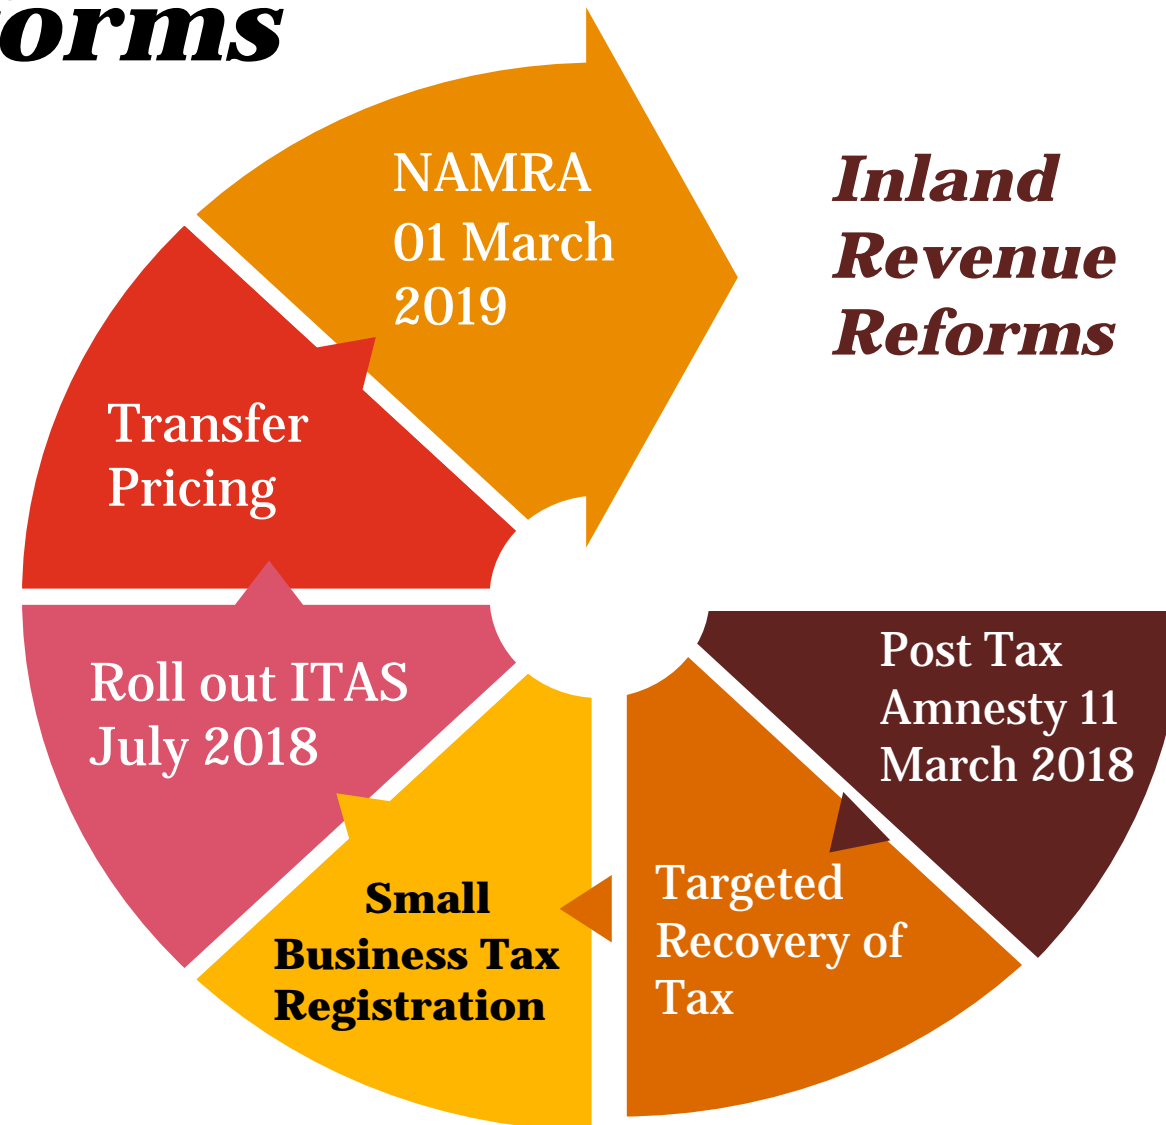 orms
Inland
Revenue
Reforms
NAMRA
01 March
2019
Transfer
Pricing
Roll out ITAS
July 2018
Small
Business Tax
Registration
Targeted
Recovery of
Tax
Post Tax
Amnesty 11
March 2018